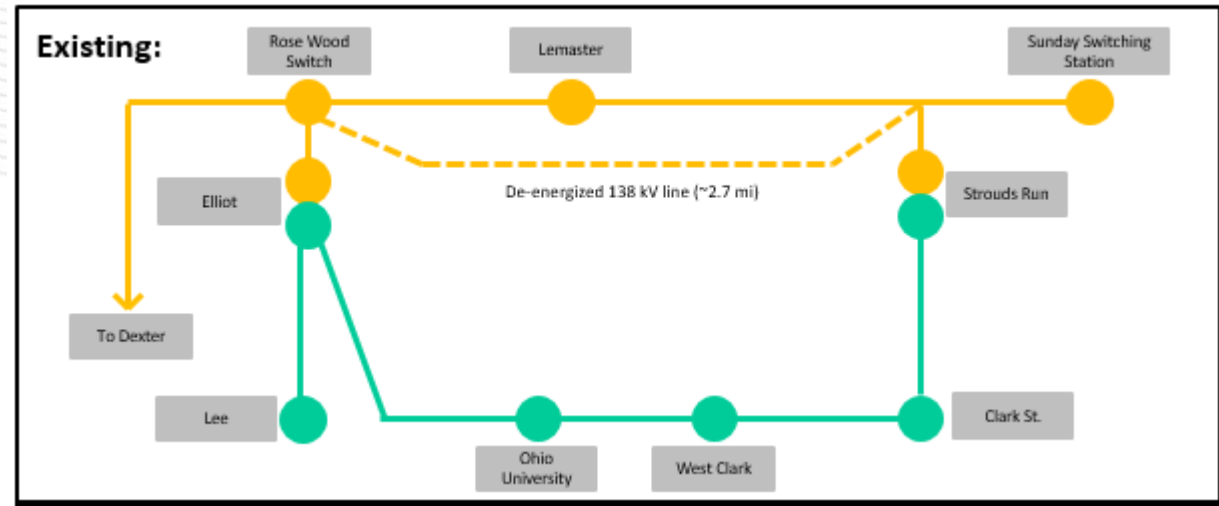 Existing:
Rose Wood
Switch
Lemaster
Sunday Switching
Station
De-energized 138 kV line (~2.7 mi)
Elliot
Strouds Run
To Dexter
Lee
Ohio
University
West Clark
Clark St.